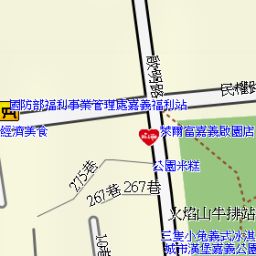 啟明路
民權路
國防部福利事業管理處嘉義福利站
經濟美食
萊爾富嘉義啟園店
公園米糕
275巷
267巷 267巷
火焰山牛排站
三隻小兔義式冰淇
城市漢堡嘉義公園
10巷